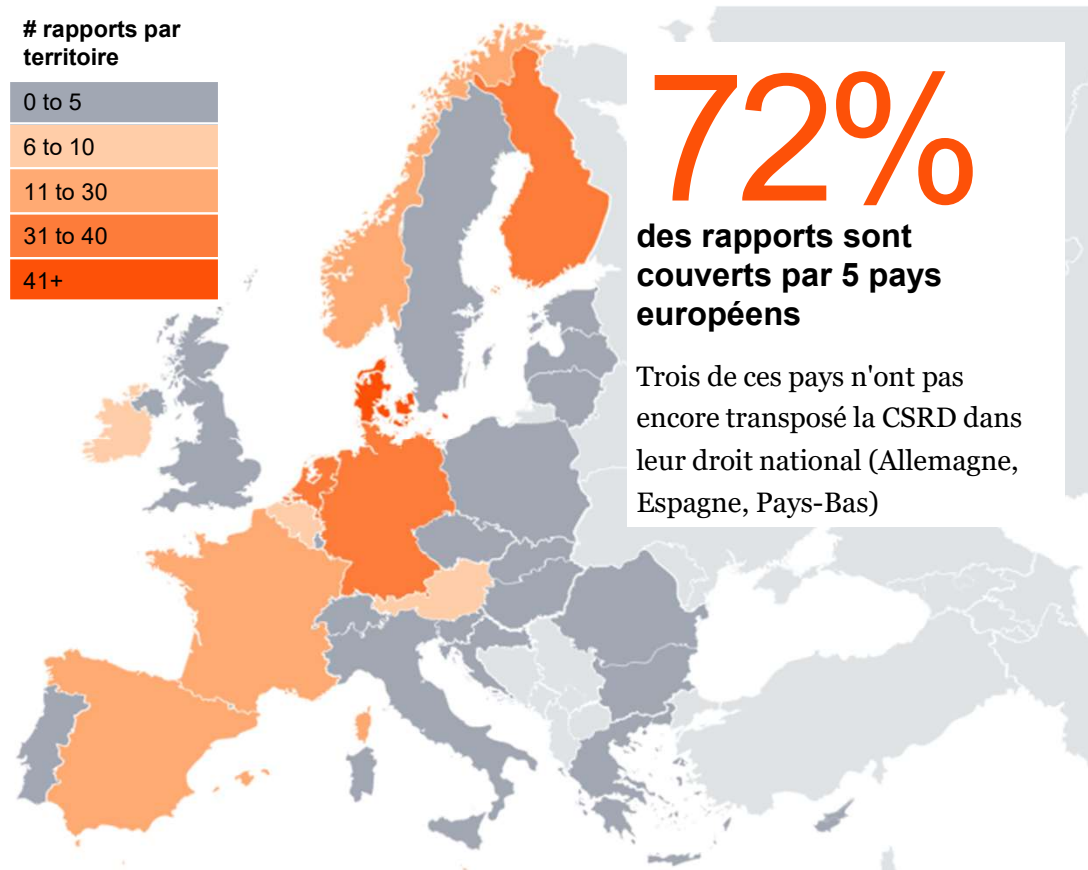 # rapports par
territoire
0 to 5
6 to 10
11 to 30
31 to 40
41+
72%
des rapports sont
couverts par 5 pays
européens
Trois de ces pays n'ont pas
encore transposé la CSRD dans
leur droit national (Allemagne,
Espagne, Pays-Bas)